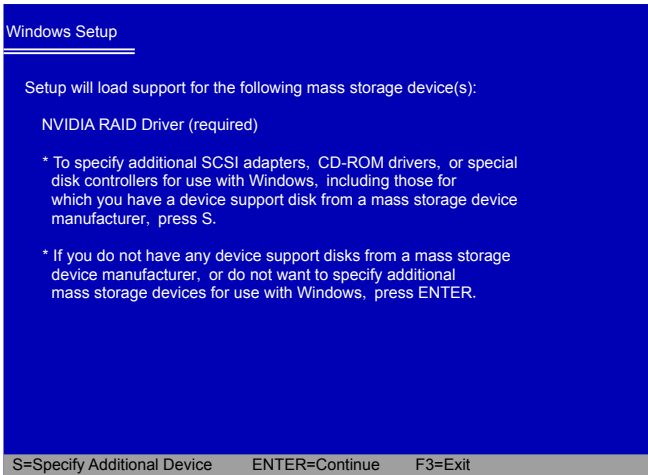 Windows Setup
Setup will load support for the following mass storage device(s):
NVIDIA RAID Driver (required)
* To specify additional SCSI adapters, CD-ROM drivers, or special
disk controllers for use with Windows, including those for
which you have a device support disk from a mass storage device
manufacturer, press S.
* If you do not have any device support disks from a mass storage
device manufacturer, or do not want to specify additional
mass storage devices for use with Windows, press ENTER.
S=Specify Additional Device ENTER=Continue F3=Exit